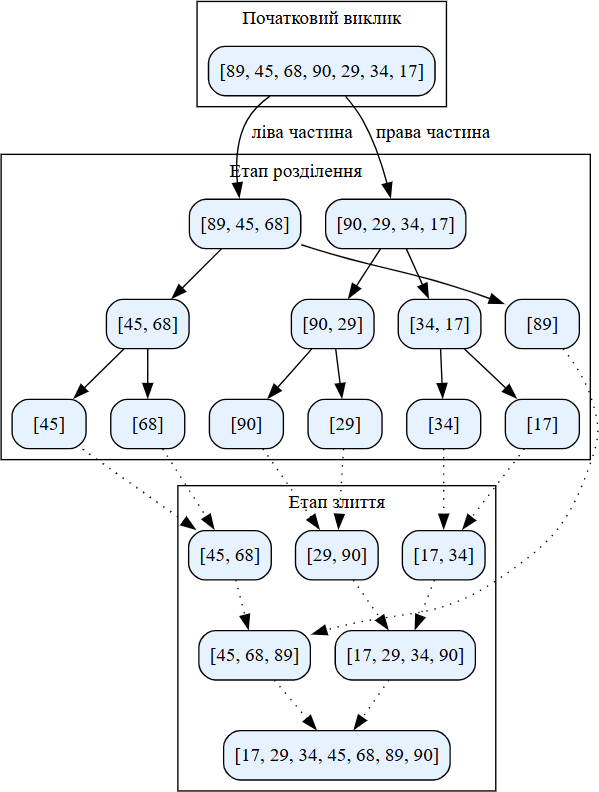 Початковий виклик
[89, 45, 68, 90, 29, 34, 17]
ліва частина
права частина
Етап розділення
[89, 45, 68]
[90, 29, 34, 17]
[45, 68]
[90, 29]
[34, 17]
[89]
[45]
[68]
[90]
[29]
[34]
[17]
Етап злиття
[45, 68]
[29, 90]
[17, 34]
[45, 68, 89]
[17, 29, 34, 90]
[17, 29, 34, 45, 68, 89, 90]